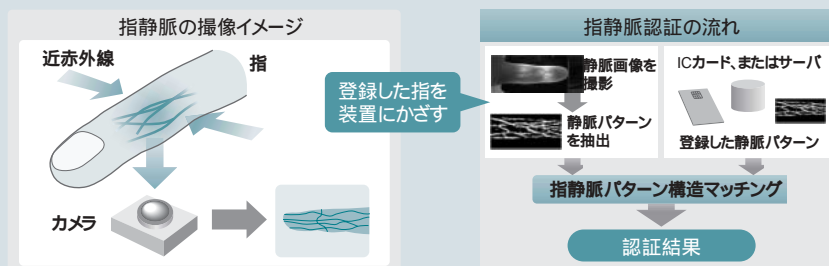 指静脈の撮像イメージ
近赤外線
指
カメラ
登録した指を
装置にかざす
指静脈認証の流れ
静脈画像を
撮影
静脈パターン
を抽出
ICカード、またはサーバ
登録した静脈パターン
指静脈パターン構造マッチング
認証結果